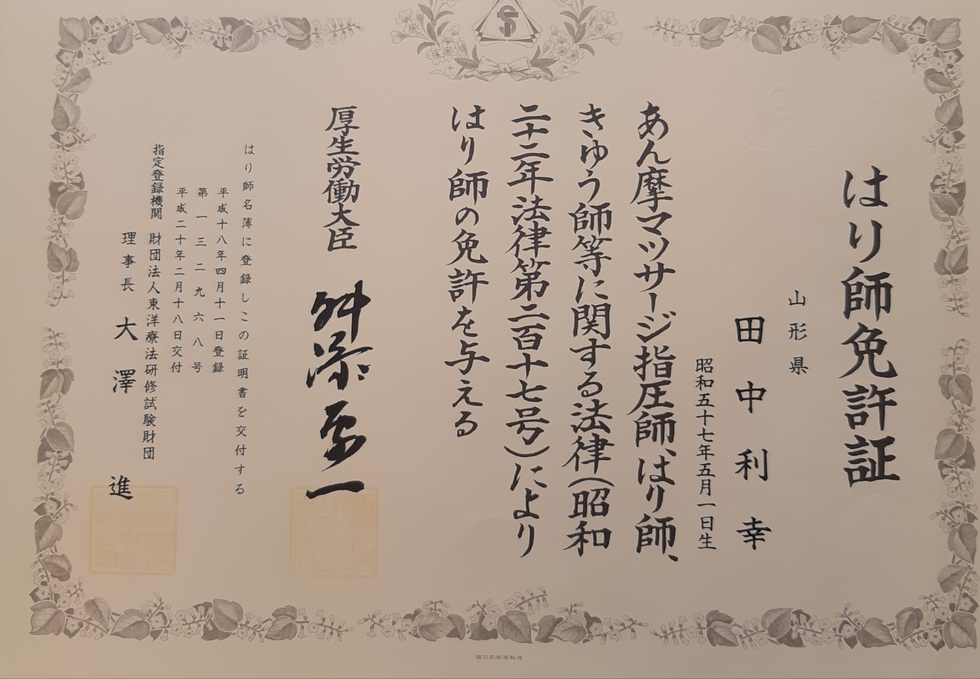 はり師免許証
山形県
田中利幸
昭和五十七年五月一日生
あん摩マツサージ指圧師、はり師、
きゆう師等に関する法律（昭和
二十二年法律第二百十七号）により
はり師の免許を与える
厚生労働大臣 舛添要一
はり師名簿に登録しこの証明書を交付する
平成十八年四月十一日登録
第一三二九六八号
平成二十年二月十八日交付
指定登録機関 財団法人東洋療法研修試験財団
理事長 大澤 進